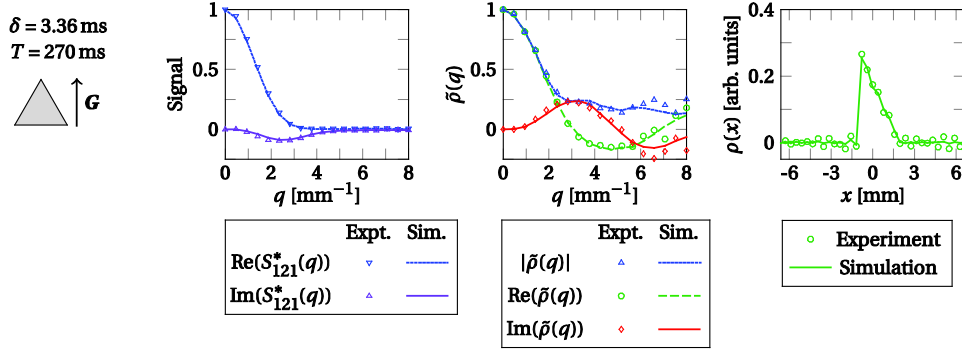 δ = 3.36 ms
T = 270 ms
G
Signal
1
0.5
0
0 2 4 6 8
q [mm⁻¹]
ρ̃(q)
1
0.5
0
0 2 4 6 8
q [mm⁻¹]
ρ(x) [arb. units]
0.4
0.2
0
-6 -3 0 3 6
x [mm]
Expt. Sim.
Re(S*₁₂₁(q))
Im(S*₁₂₁(q))
Expt. Sim.
|ρ̃(q)|
Re(ρ̃(q))
Im(ρ̃(q))
Experiment
Simulation